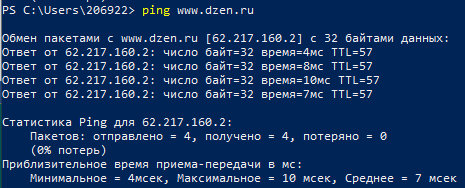 PS C:\Users\206922> ping www.dzen.ru
Обмен пакетами с www.dzen.ru [62.217.160.2] с 32 байтами данных:
Ответ от 62.217.160.2: число байт=32 время=4мс TTL=57
Ответ от 62.217.160.2: число байт=32 время=8мс TTL=57
Ответ от 62.217.160.2: число байт=32 время=10мс TTL=57
Ответ от 62.217.160.2: число байт=32 время=7мс TTL=57
Статистика Ping для 62.217.160.2:
Пакетов: отправлено = 4, получено = 4, потеряно = 0
(0% потерь)
Приблизительное время приема-передачи в мс:
Минимальное = 4мсек, Максимальное = 10 мсек, Среднее = 7 мсек